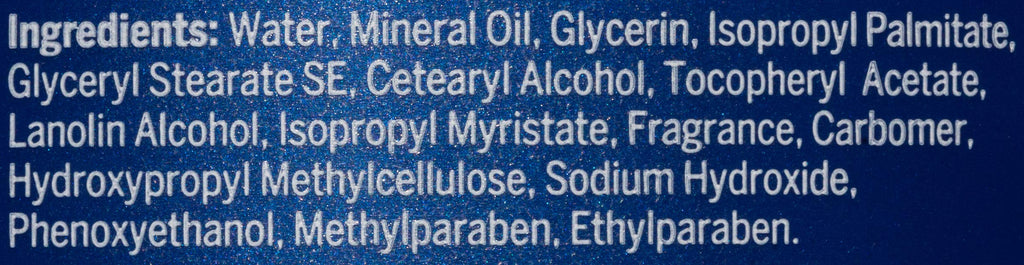 Ingredients: Water, Mineral Oil, Glycerin, Isopropyl Palmitate,
Glyceryl Stearate SE, Cetearyl Alcohol, Tocopheryl Acetate,
Lanolin Alcohol, Isopropyl Myristate, Fragrance, Carbomer,
Hydroxypropyl Methylcellulose, Sodium Hydroxide,
Phenoxyethanol, Methylparaben, Ethylparaben.